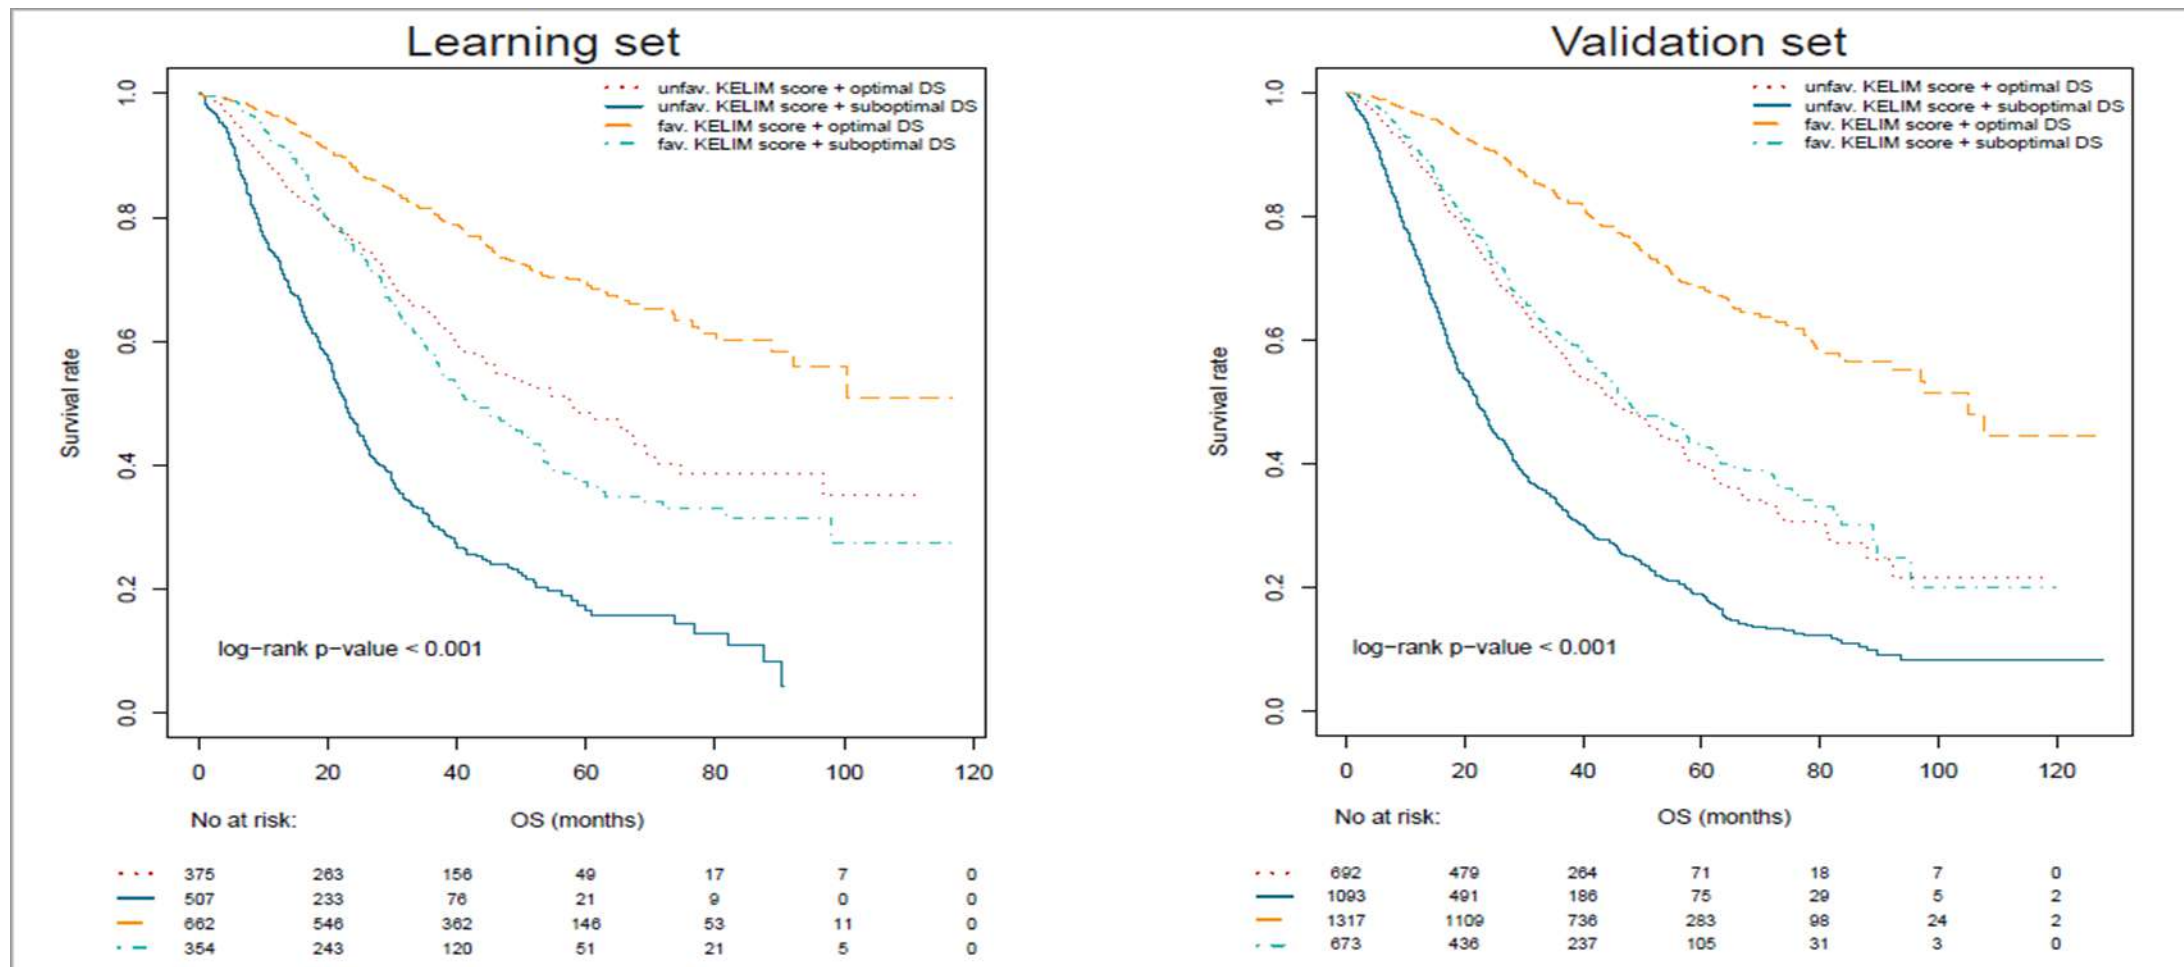 Learning set
unfav. KELIM score + optimal DS
unfav. KELIM score + suboptimal DS
fav. KELIM score + optimal DS
fav. KELIM score + suboptimal DS
1.0
0.8
0.6
0.4
0.2
0.0
Survival rate
log-rank p-value < 0.001
0 20 40 60 80 100 120
No at risk: OS (months)
375 263 156 49 17 7 0
507 233 76 21 9 0 0
662 546 362 146 53 11 0
354 243 120 51 21 5 0
Validation set
unfav. KELIM score + optimal DS
unfav. KELIM score + suboptimal DS
fav. KELIM score + optimal DS
fav. KELIM score + suboptimal DS
1.0
0.8
0.6
0.4
0.2
0.0
Survival rate
log-rank p-value < 0.001
0 20 40 60 80 100 120
No at risk: OS (months)
692 479 264 71 18 7 0
1093 491 186 75 29 5 2
1317 1109 736 283 98 24 2
673 436 237 105 31 3 0